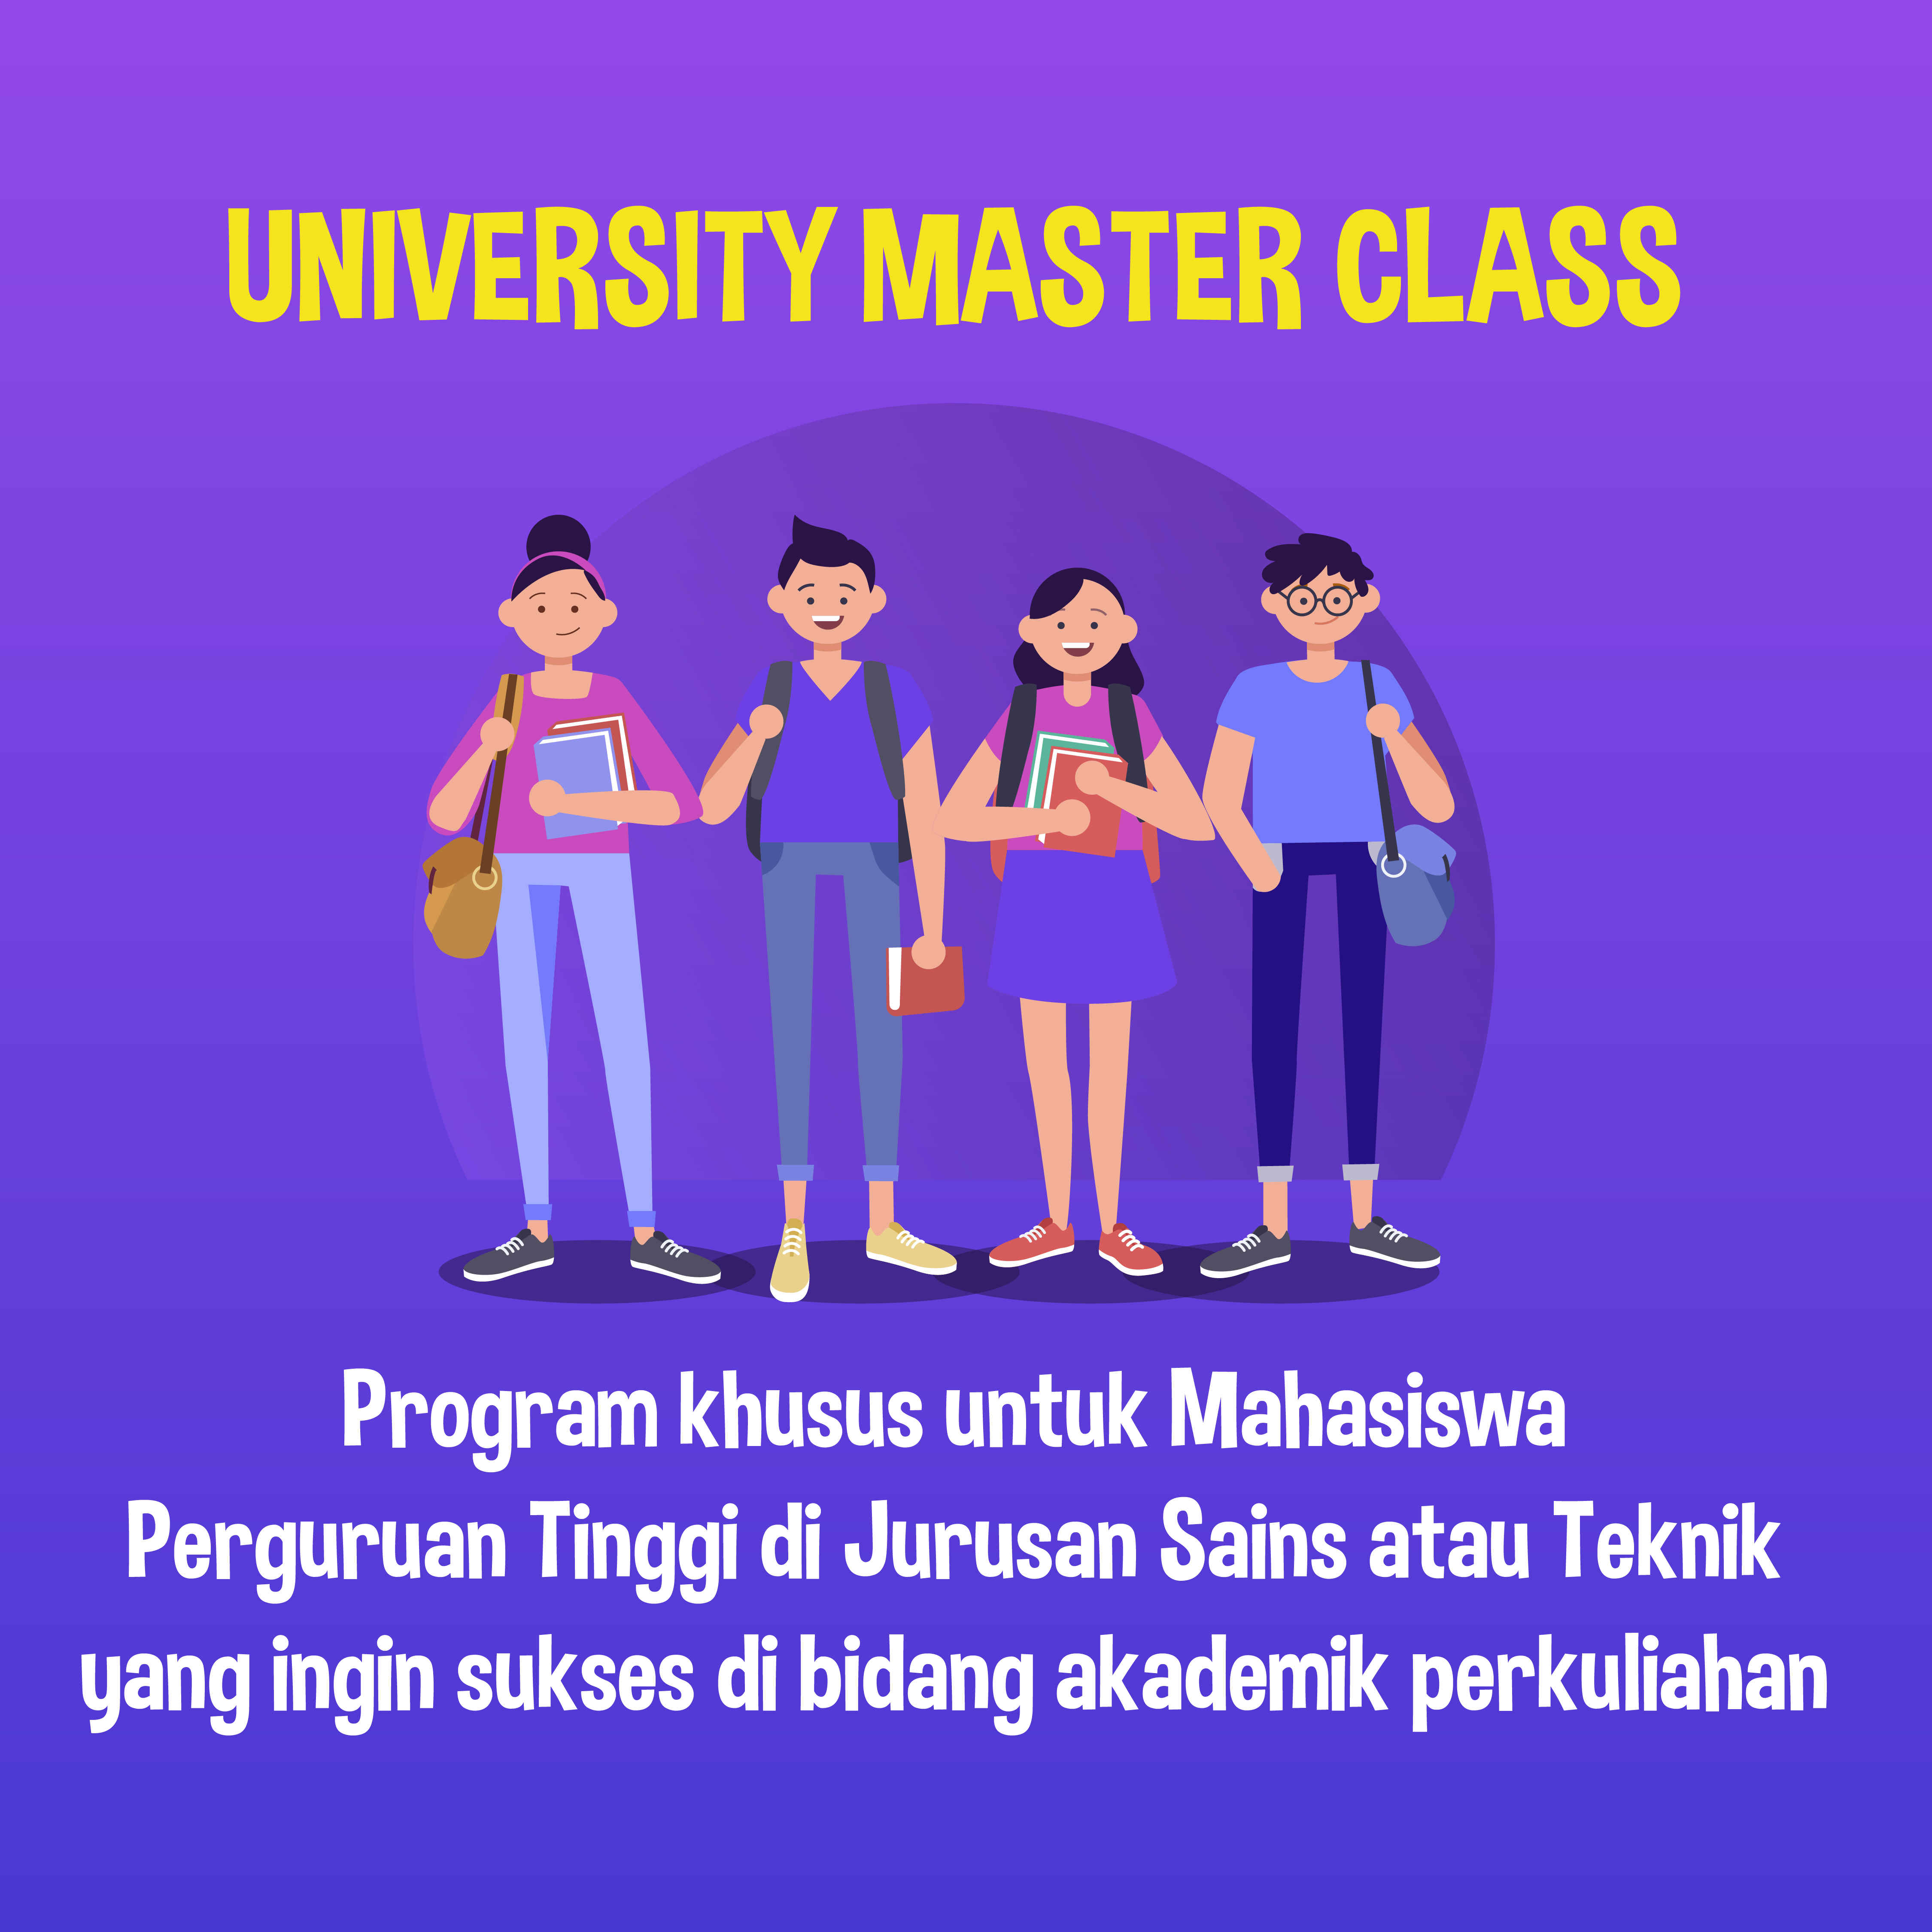 UNIVERSITY MASTER CLASS
Program khusus untuk Mahasiswa
Perguruan Tinggi di Jurusan Sains atau Teknik
yang ingin sukses di bidang akademik perkuliahan